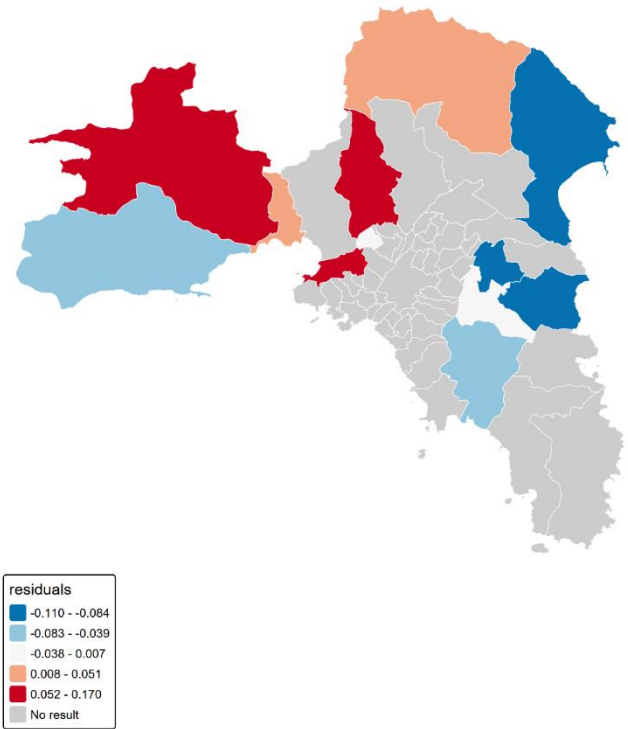 residuals
-0.110 - -0.084
-0.083 - -0.039
-0.038 - 0.007
0.008 - 0.051
0.052 - 0.170
No result